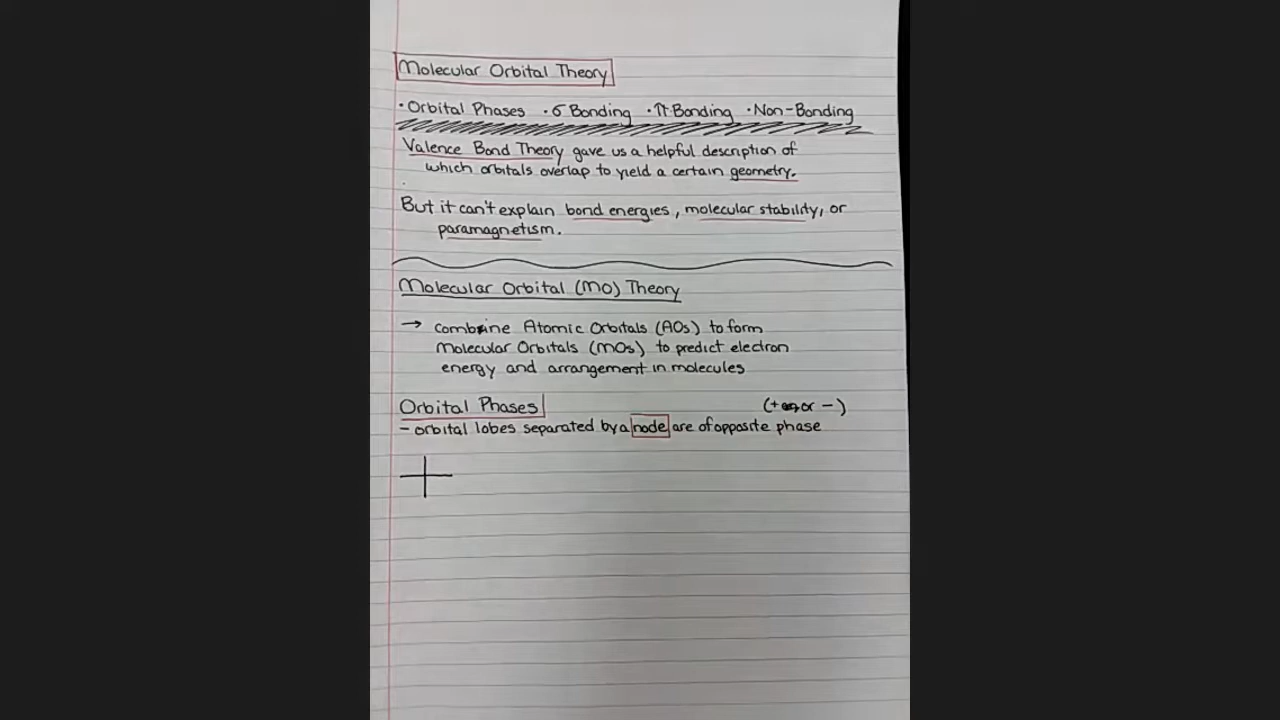 Molecular Orbital Theory
• Orbital Phases • σ Bonding • π Bonding • Non-Bonding
Valence Bond Theory gave us a helpful description of
which orbitals overlap to yield a certain geometry.
But it can't explain bond energies, molecular stability, or
paramagnetism.
Molecular Orbital (MO) Theory
→ combine Atomic Orbitals (AOs) to form
Molecular Orbitals (MOs) to predict electron
energy and arrangement in molecules
Orbital Phases (+ or -)
- orbital lobes separated by a node are of opposite phase